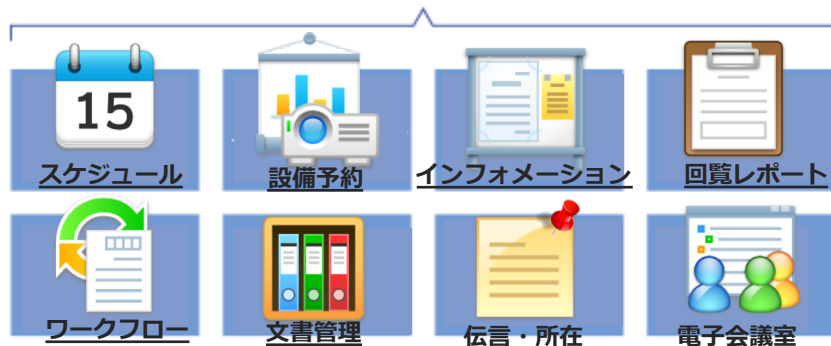 15
スケジュール
設備予約
インフォメーション
回覧レポート
ワークフロー
文書管理
伝言・所在
電子会議室